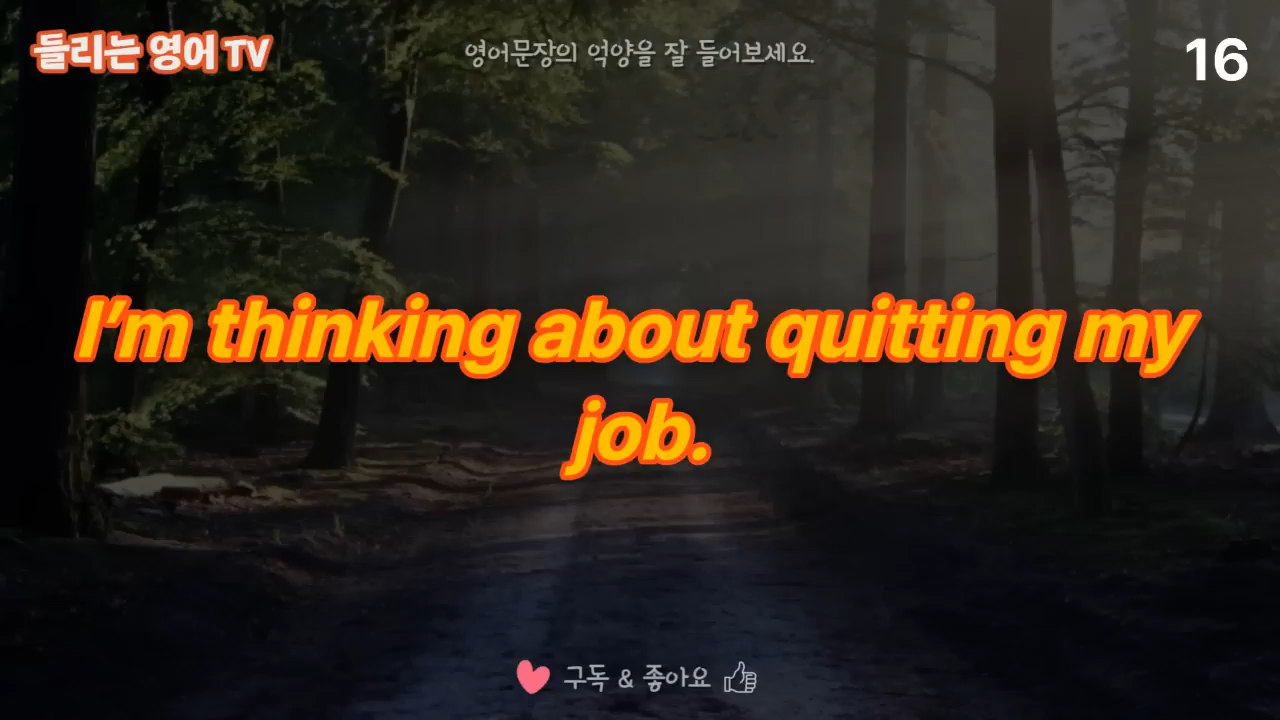 들리는 영어 TV
영어문장의 억양을 잘 들어보세요.
16
I'm thinking about quitting my
job.
구독 & 좋아요